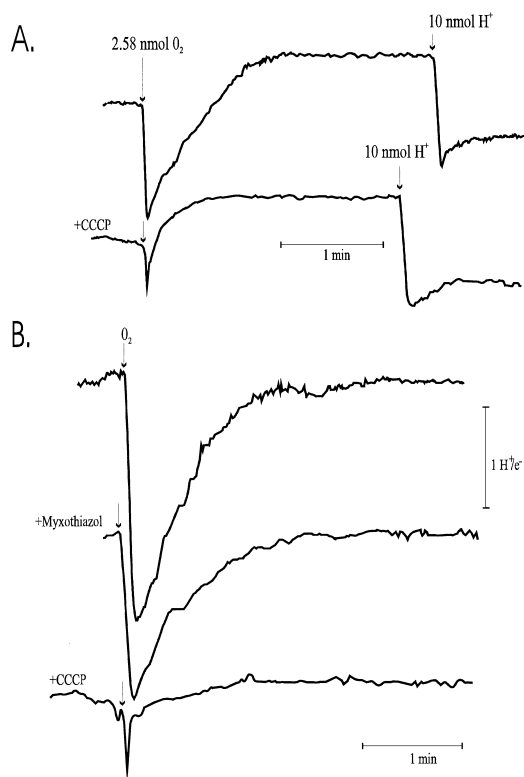 A.
10 nmol H⁺
2.58 nmol O₂
10 nmol H⁺
+CCCP
1 min
B.
O₂
1 H⁺/e⁻
+Myxothiazol
+CCCP
1 min